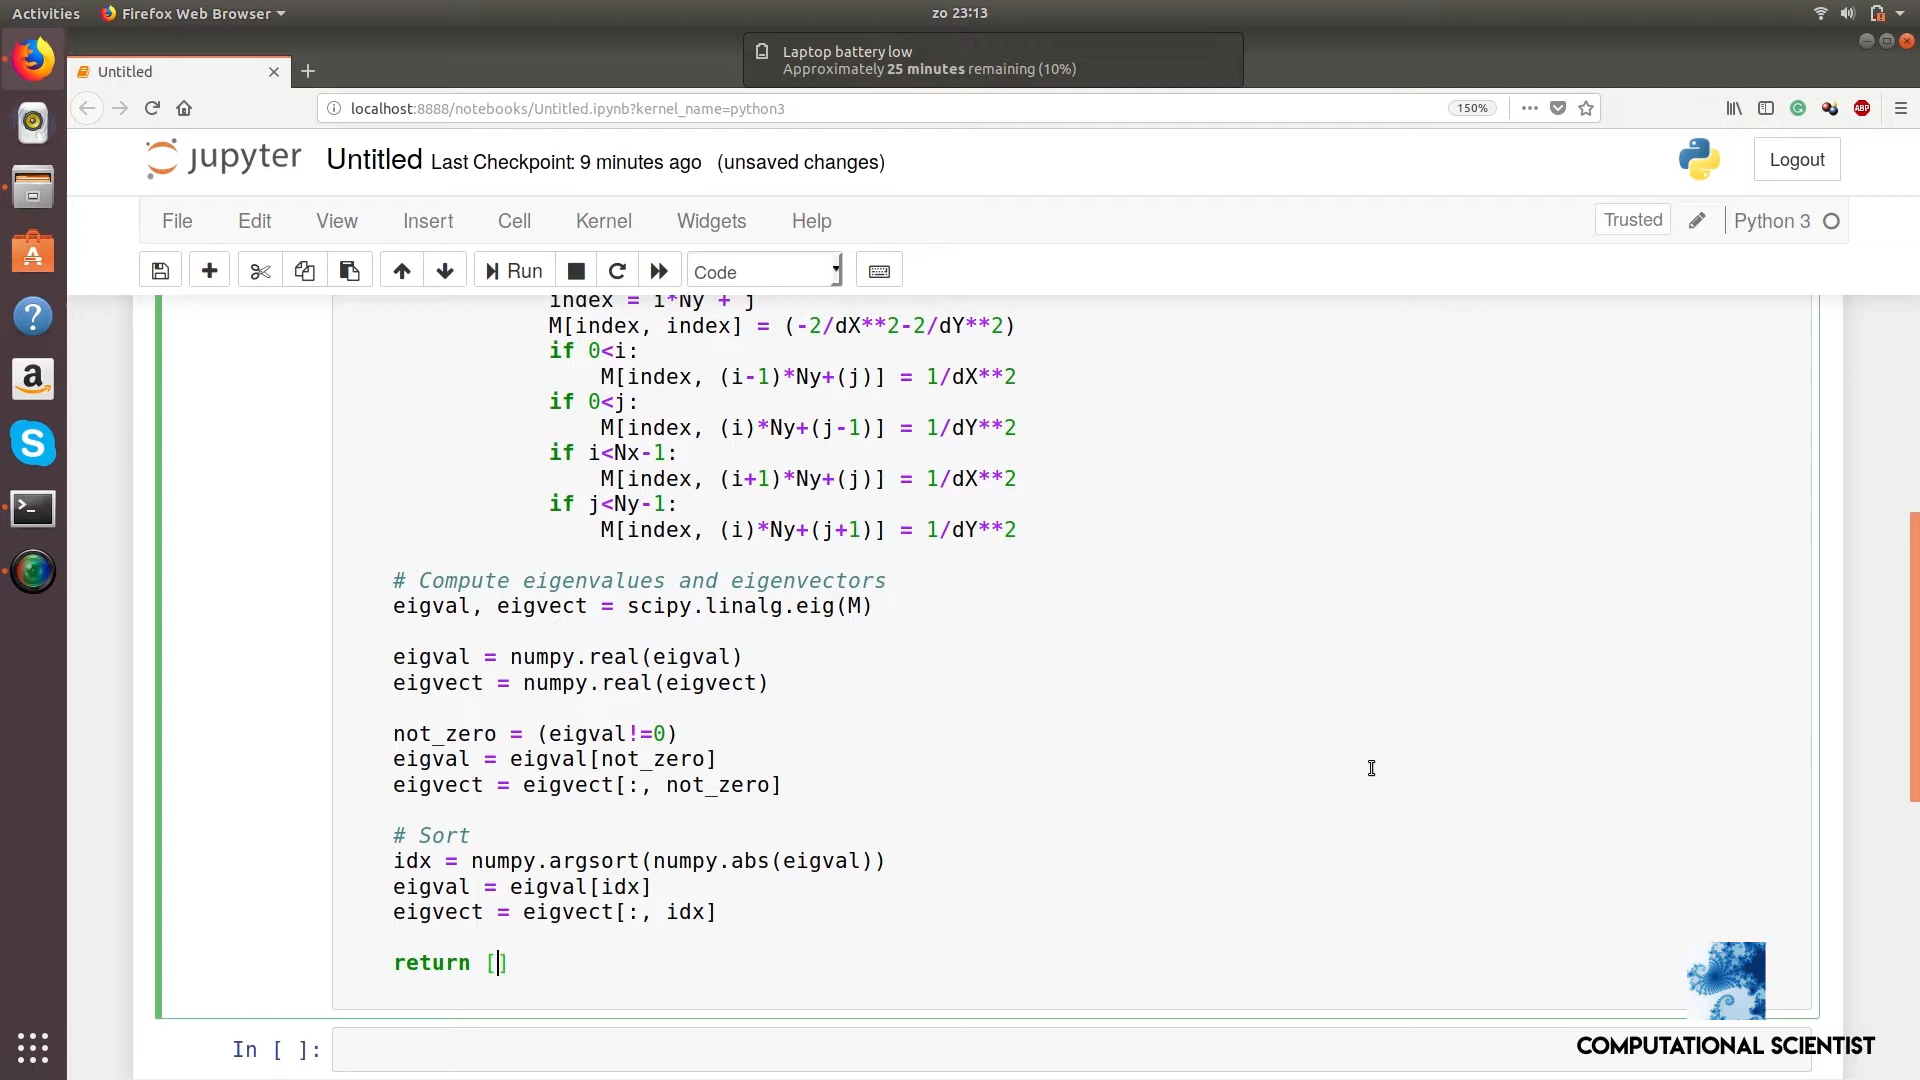 Activities Firefox Web Browser zo 23:13
Laptop battery low
Approximately 25 minutes remaining (10%)
Untitled
localhost:8888/notebooks/Untitled.ipynb?kernel_name=python3 150% ABP
jupyter Untitled Last Checkpoint: 9 minutes ago (unsaved changes) Logout
File Edit View Insert Cell Kernel Widgets Help Trusted Python 3
Run Code
index = i*Ny + j
M[index, index] = (-2/dX**2-2/dY**2)
if 0<i:
M[index, (i-1)*Ny+(j)] = 1/dX**2
if 0<j:
M[index, (i)*Ny+(j-1)] = 1/dY**2
if i<Nx-1:
M[index, (i+1)*Ny+(j)] = 1/dX**2
if j<Ny-1:
M[index, (i)*Ny+(j+1)] = 1/dY**2
# Compute eigenvalues and eigenvectors
eigval, eigvect = scipy.linalg.eig(M)
eigval = numpy.real(eigval)
eigvect = numpy.real(eigvect)
not_zero = (eigval!=0)
eigval = eigval[not_zero]
eigvect = eigvect[:, not_zero]
# Sort
idx = numpy.argsort(numpy.abs(eigval))
eigval = eigval[idx]
eigvect = eigvect[:, idx]
return []
In [ ]:
COMPUTATIONAL SCIENTIST